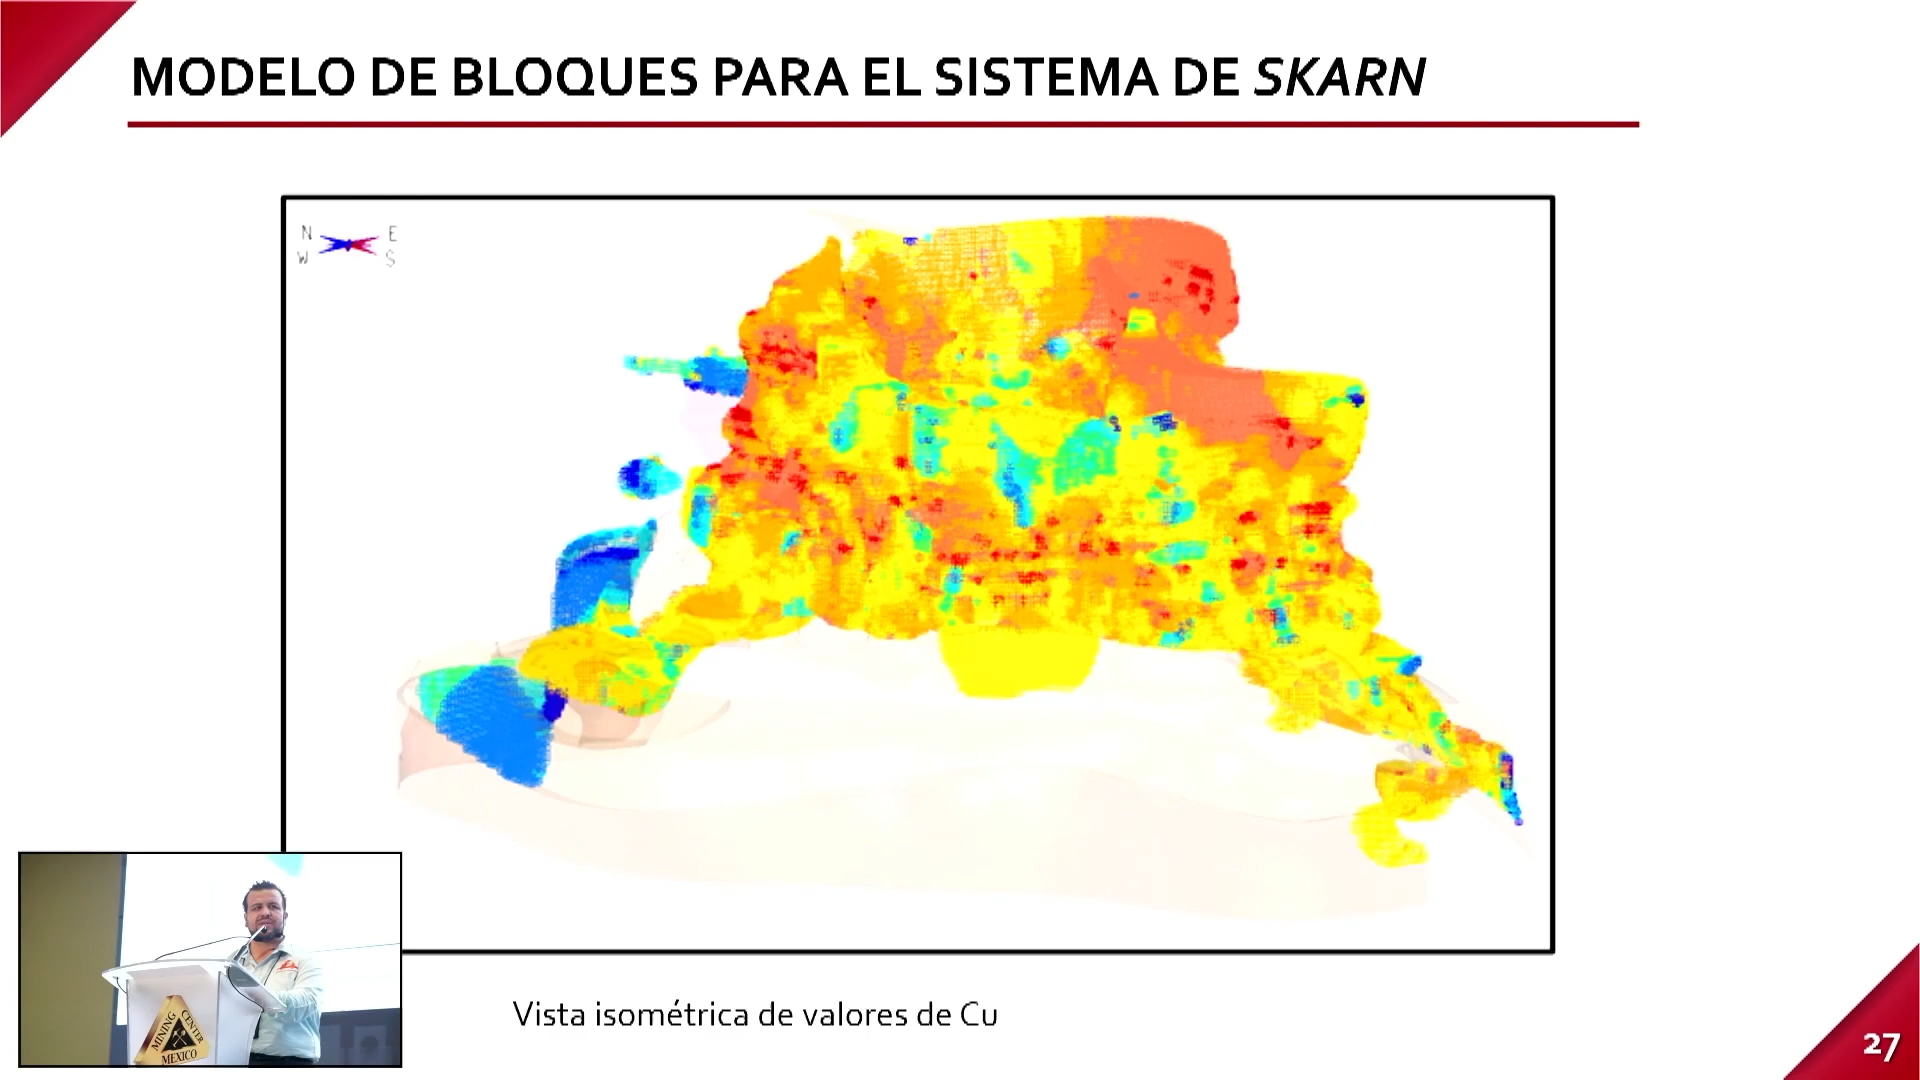 MODELO DE BLOQUES PARA EL SISTEMA DE SKARN
N E
W S
MINING CENTER
MEXICO
Vista isométrica de valores de Cu
27